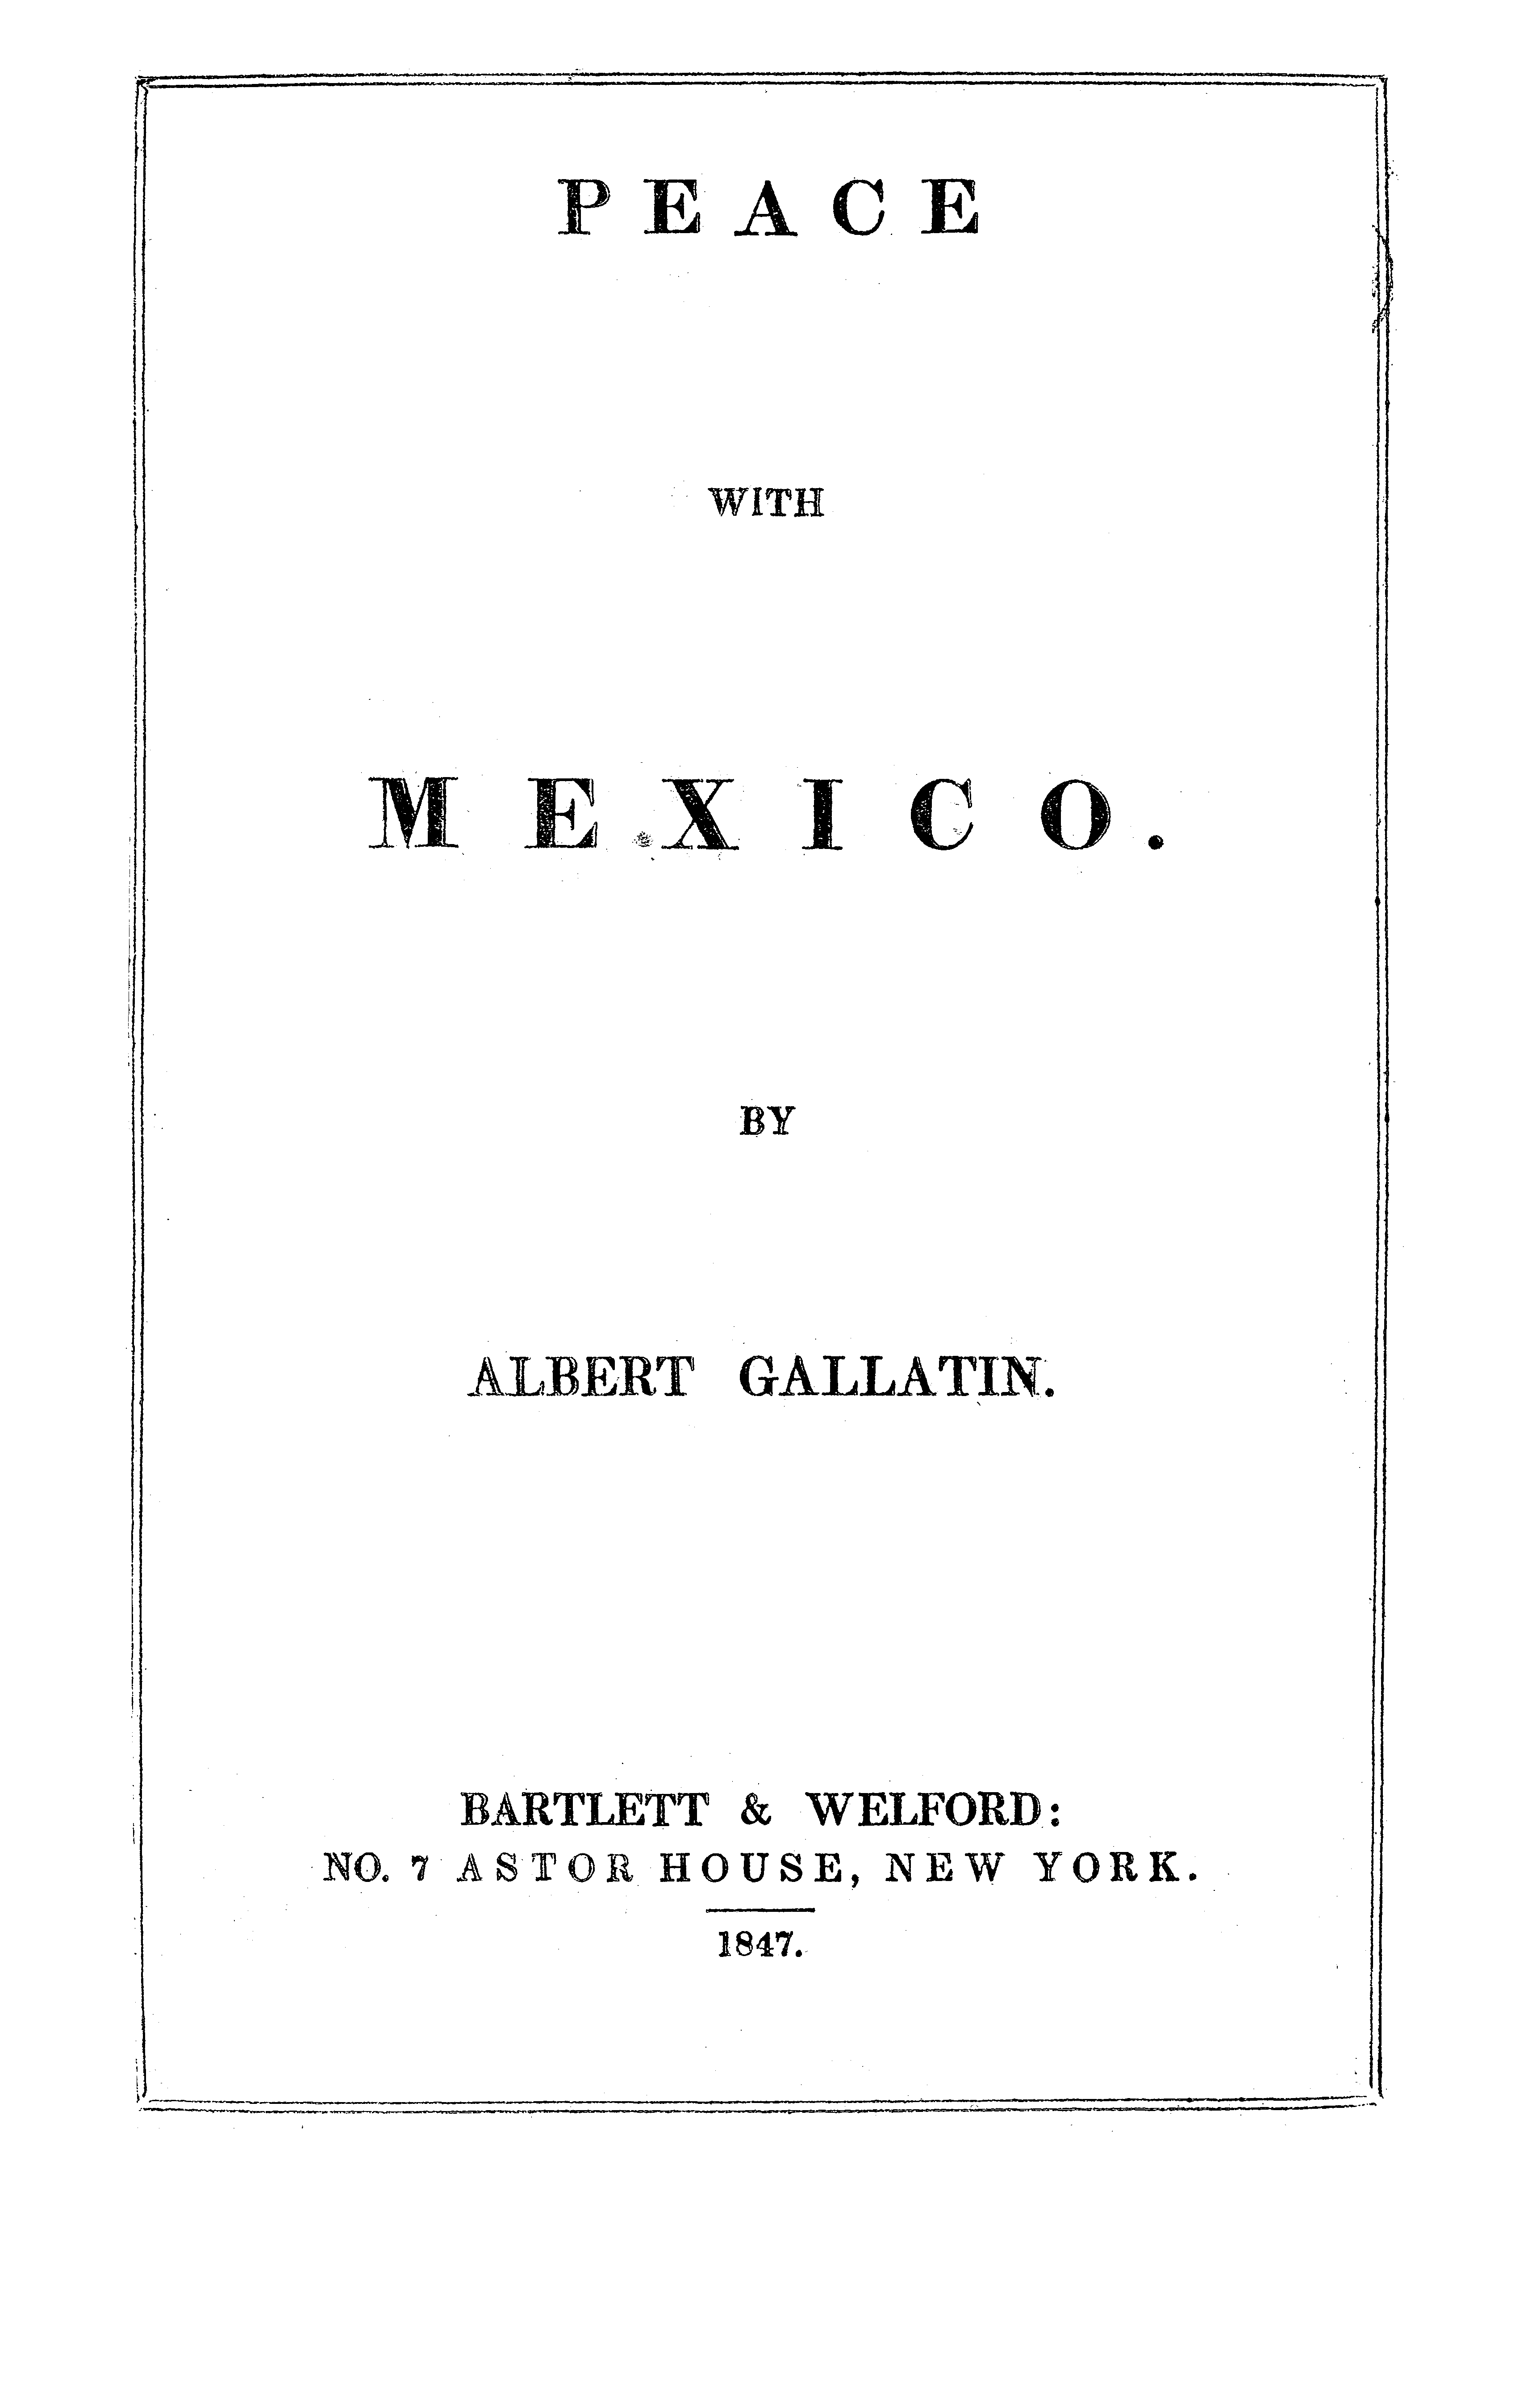 PEACE
WITH
MEXICO.
BY
ALBERT GALLATIN.
BARTLETT & WELFORD:
NO. 7 ASTOR HOUSE, NEW YORK.
1847.